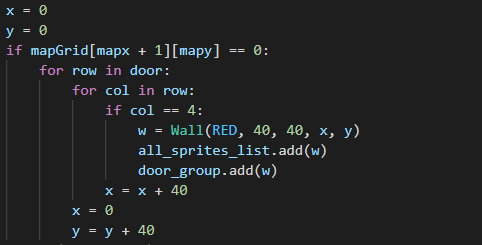 x = 0
y = 0
if mapGrid[mapx + 1][mapy] == 0:
    for row in door:
        for col in row:
            if col == 4:
                w = Wall(RED, 40, 40, x, y)
                all_sprites_list.add(w)
                door_group.add(w)
            x = x + 40
        x = 0
        y = y + 40